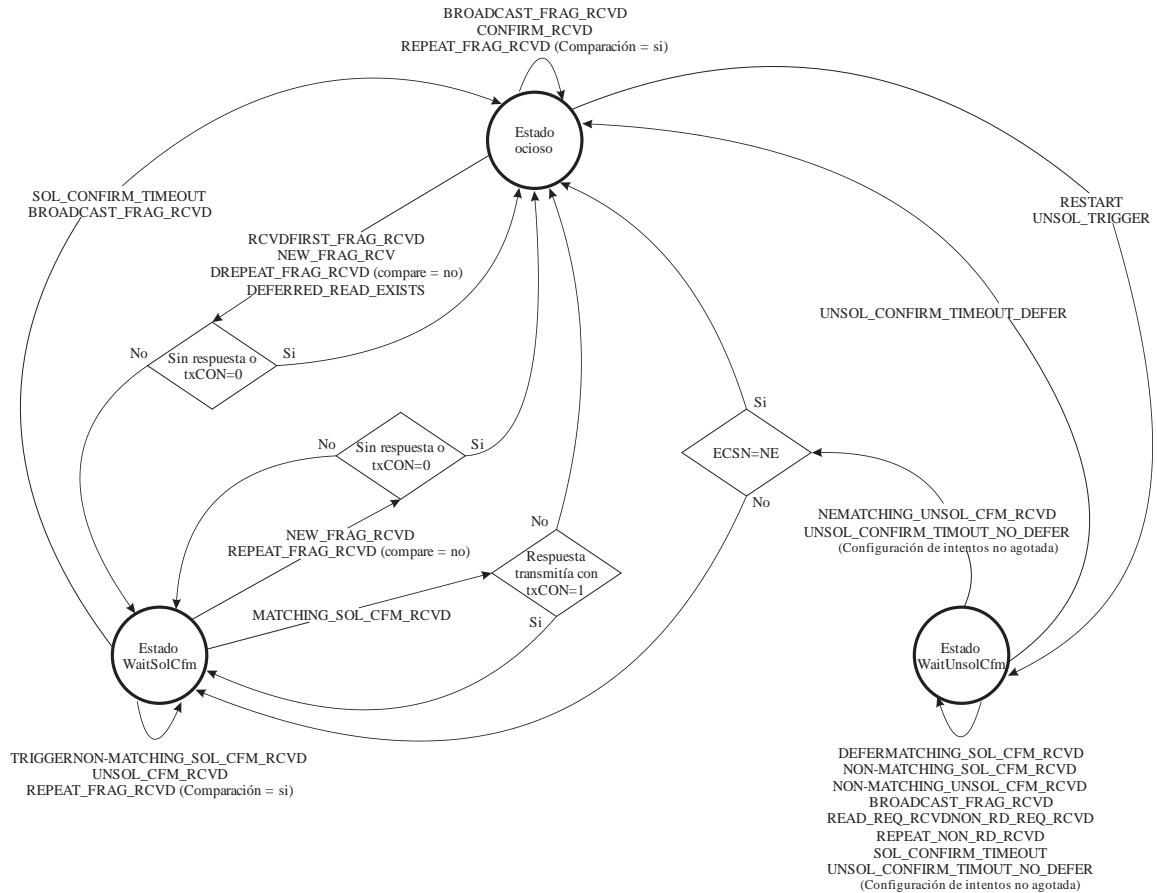 BROADCAST_FRAG_RCVD
CONFIRM_RCVD
REPEAT_FRAG_RCVD (Comparación = si)
Estado
ocioso
SOL_CONFIRM_TIMEOUT
BROADCAST_FRAG_RCVD
RESTART
UNSOL_TRIGGER
RCVDFIRST_FRAG_RCVD
NEW_FRAG_RCV
DREPEAT_FRAG_RCVD (compare = no)
DEFERRED_READ_EXISTS
UNSOL_CONFIRM_TIMEOUT_DEFER
No
Sin respuesta o
txCON=0
Si
No
Sin respuesta o
txCON=0
Si
Si
ECSN=NE
No
NEW_FRAG_RCVD
REPEAT_FRAG_RCVD (compare = no)
NEMATCHING_UNSOL_CFM_RCVD
UNSOL_CONFIRM_TIMOUT_NO_DEFER
(Configuración de intentos no agotada)
No
Respuesta
transmitía con
txCON=1
Si
MATCHING_SOL_CFM_RCVD
Estado
WaitSolCfm
Estado
WaitUnsolCfm
TRIGGERNON-MATCHING_SOL_CFM_RCVD
UNSOL_CFM_RCVD
REPEAT_FRAG_RCVD (Comparación = si)
DEFERMATCHING_SOL_CFM_RCVD
NON-MATCHING_SOL_CFM_RCVD
NON-MATCHING_UNSOL_CFM_RCVD
BROADCAST_FRAG_RCVD
READ_REQ_RCVDNON_RD_REQ_RCVD
REPEAT_NON_RD_RCVD
SOL_CONFIRM_TIMEOUT
UNSOL_CONFIRM_TIMOUT_NO_DEFER
(Configuración de intentos no agotada)